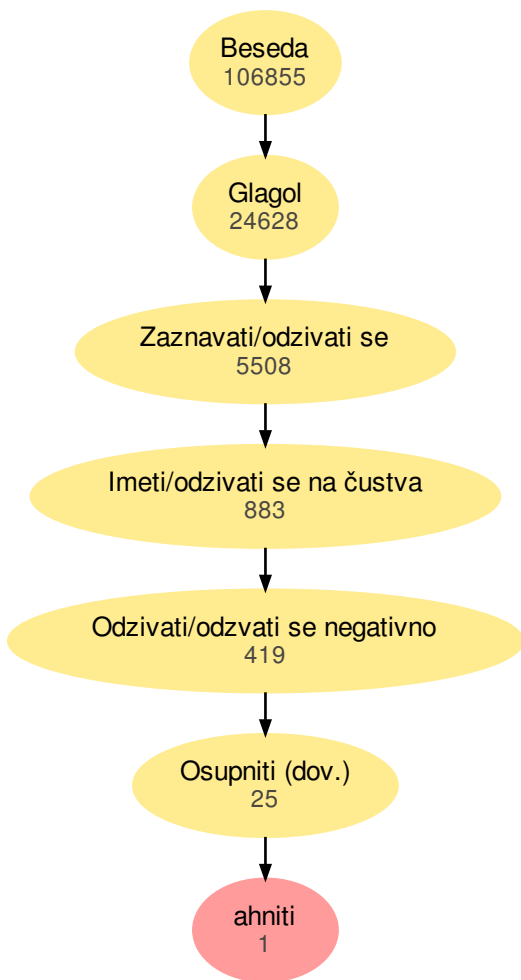 Beseda
106855
Glagol
24628
Zaznavati/odzivati se
5508
Imeti/odzivati se na čustva
883
Odzivati/odzvati se negativno
419
Osupniti (dov.)
25
ahniti
1